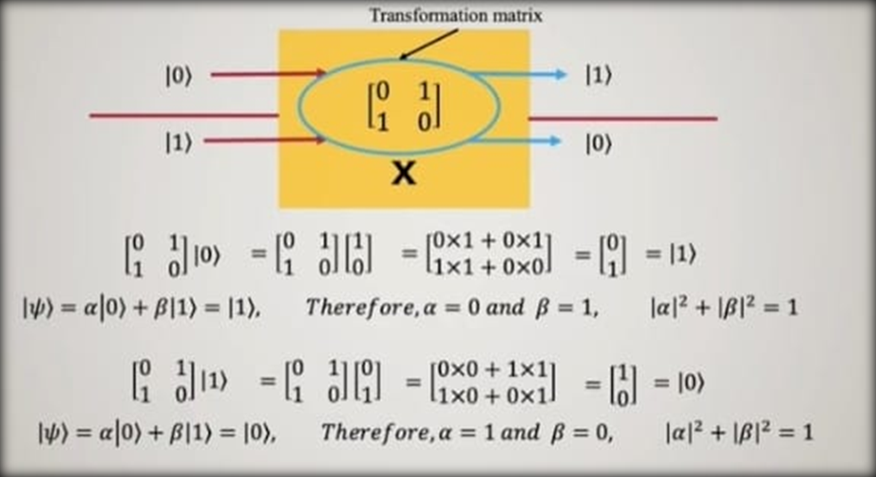 Transformation matrix
|0⟩ |1⟩
[0 1
1 0]
|1⟩ |0⟩
X
[0 1; 1 0] |0⟩ = [0 1; 1 0] [1; 0] = [0×1 + 0×1; 1×1 + 0×0] = [0; 1] = |1⟩
|ψ⟩ = α|0⟩ + β|1⟩ = |1⟩, Therefore, α = 0 and β = 1, |α|² + |β|² = 1
[0 1; 1 0] |1⟩ = [0 1; 1 0] [0; 1] = [0×0 + 1×1; 1×0 + 0×1] = [1; 0] = |0⟩
|ψ⟩ = α|0⟩ + β|1⟩ = |0⟩, Therefore, α = 1 and β = 0, |α|² + |β|² = 1